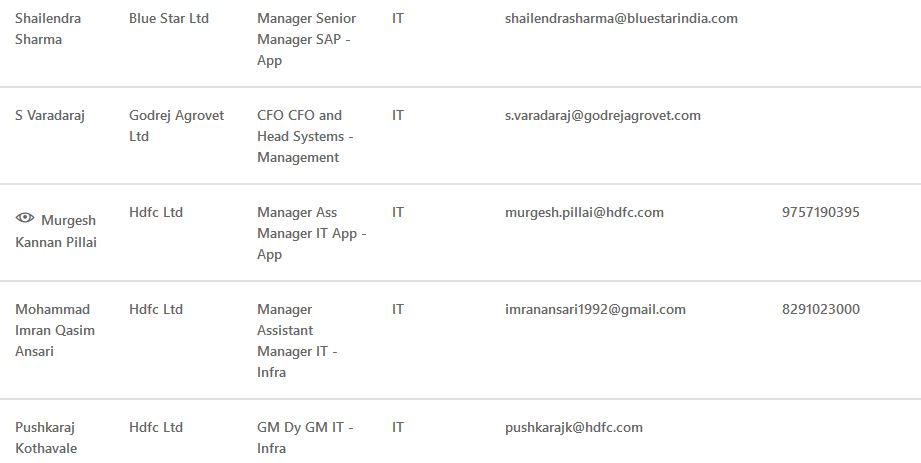 Shailendra Sharma Blue Star Ltd Manager Senior Manager SAP - App IT shailendrasharma@bluestarindia.com
S Varadaraj Godrej Agrovet Ltd CFO CFO and Head Systems - Management IT s.varadaraj@godrejagrovet.com
Murgesh Kannan Pillai Hdfc Ltd Manager Ass Manager IT App - App IT murgesh.pillai@hdfc.com 9757190395
Mohammad Imran Qasim Ansari Hdfc Ltd Manager Assistant Manager IT - Infra IT imranansari1992@gmail.com 8291023000
Pushkaraj Kothavale Hdfc Ltd GM Dy GM IT - Infra IT pushkarajk@hdfc.com